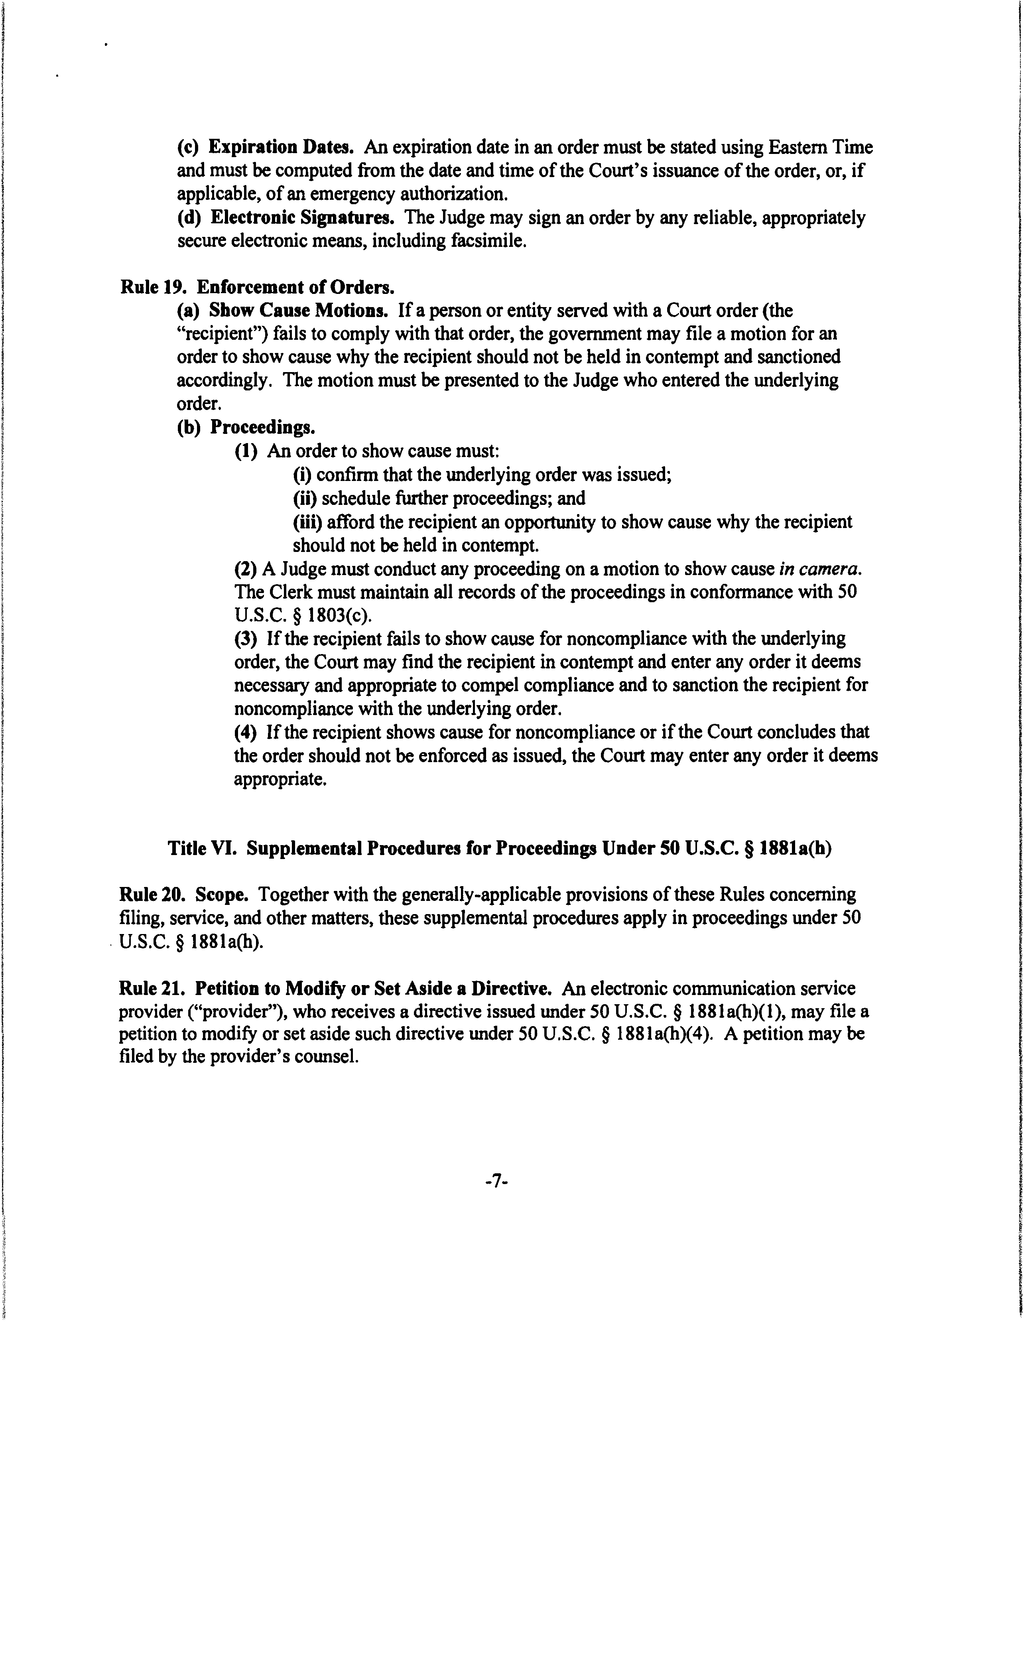 (c) Expiration Dates. An expiration date in an order must be stated using Eastern Time
and must be computed from the date and time of the Court's issuance of the order, or, if
applicable, of an emergency authorization.
(d) Electronic Signatures. The Judge may sign an order by any reliable, appropriately
secure electronic means, including facsimile.
Rule 19. Enforcement of Orders.
(a) Show Cause Motions. If a person or entity served with a Court order (the
"recipient") fails to comply with that order, the government may file a motion for an
order to show cause why the recipient should not be held in contempt and sanctioned
accordingly. The motion must be presented to the Judge who entered the underlying
order.
(b) Proceedings.
(1) An order to show cause must:
(i) confirm that the underlying order was issued;
(ii) schedule further proceedings; and
(iii) afford the recipient an opportunity to show cause why the recipient
should not be held in contempt.
(2) A Judge must conduct any proceeding on a motion to show cause in camera.
The Clerk must maintain all records of the proceedings in conformance with 50
U.S.C. § 1803(c).
(3) If the recipient fails to show cause for noncompliance with the underlying
order, the Court may find the recipient in contempt and enter any order it deems
necessary and appropriate to compel compliance and to sanction the recipient for
noncompliance with the underlying order.
(4) If the recipient shows cause for noncompliance or if the Court concludes that
the order should not be enforced as issued, the Court may enter any order it deems
appropriate.
Title VI. Supplemental Procedures for Proceedings Under 50 U.S.C. § 1881a(h)
Rule 20. Scope. Together with the generally-applicable provisions of these Rules concerning
filing, service, and other matters, these supplemental procedures apply in proceedings under 50
U.S.C. § 1881a(h).
Rule 21. Petition to Modify or Set Aside a Directive. An electronic communication service
provider ("provider"), who receives a directive issued under 50 U.S.C. § 1881a(h)(1), may file a
petition to modify or set aside such directive under 50 U.S.C. § 1881a(h)(4). A petition may be
filed by the provider's counsel.
-7-